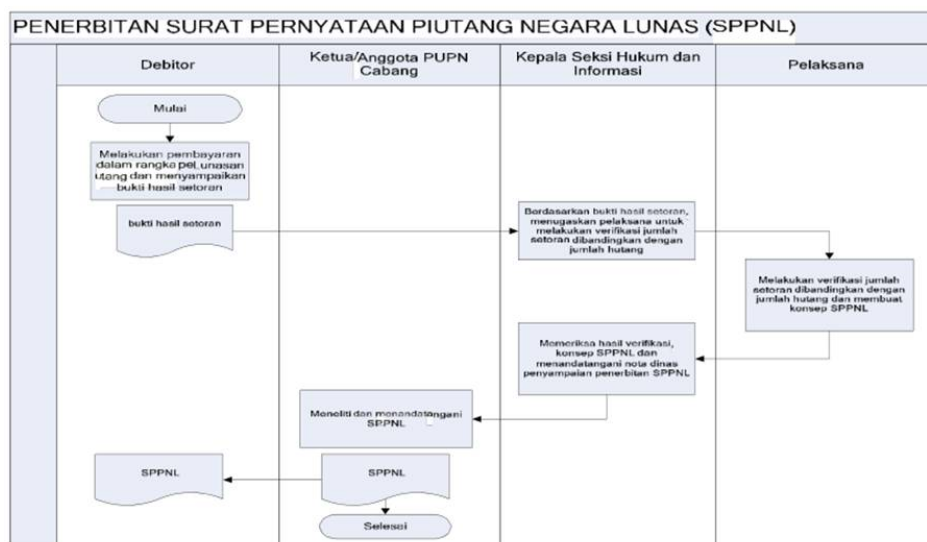 PENERBITAN SURAT PERNYATAAN PIUTANG NEGARA LUNAS (SPPNL)
Debitor
Ketua/Anggota PUPN
Cabang
Kepala Seksi Hukum dan
Informasi
Pelaksana
Mulai
Melakukan pembayaran
dalam rangka pelunasan
utang dan menyampaikan
bukti hasil setoran
bukti hasil setoran
Berdasarkan bukti hasil setoran,
menugaskan pelaksana untuk
melakukan verifikasi jumlah
setoran dibandingkan dengan
jumlah hutang
Melakukan verifikasi jumlah
setoran dibandingkan dengan
jumlah hutang dan membuat
konsep SPPNL
Memeriksa hasil verifikasi,
konsep SPPNL dan
menandatangani nota dinas
penyampaian penerbitan SPPNL
Meneliti dan menandatangani
SPPNL
SPPNL
SPPNL
Selesai